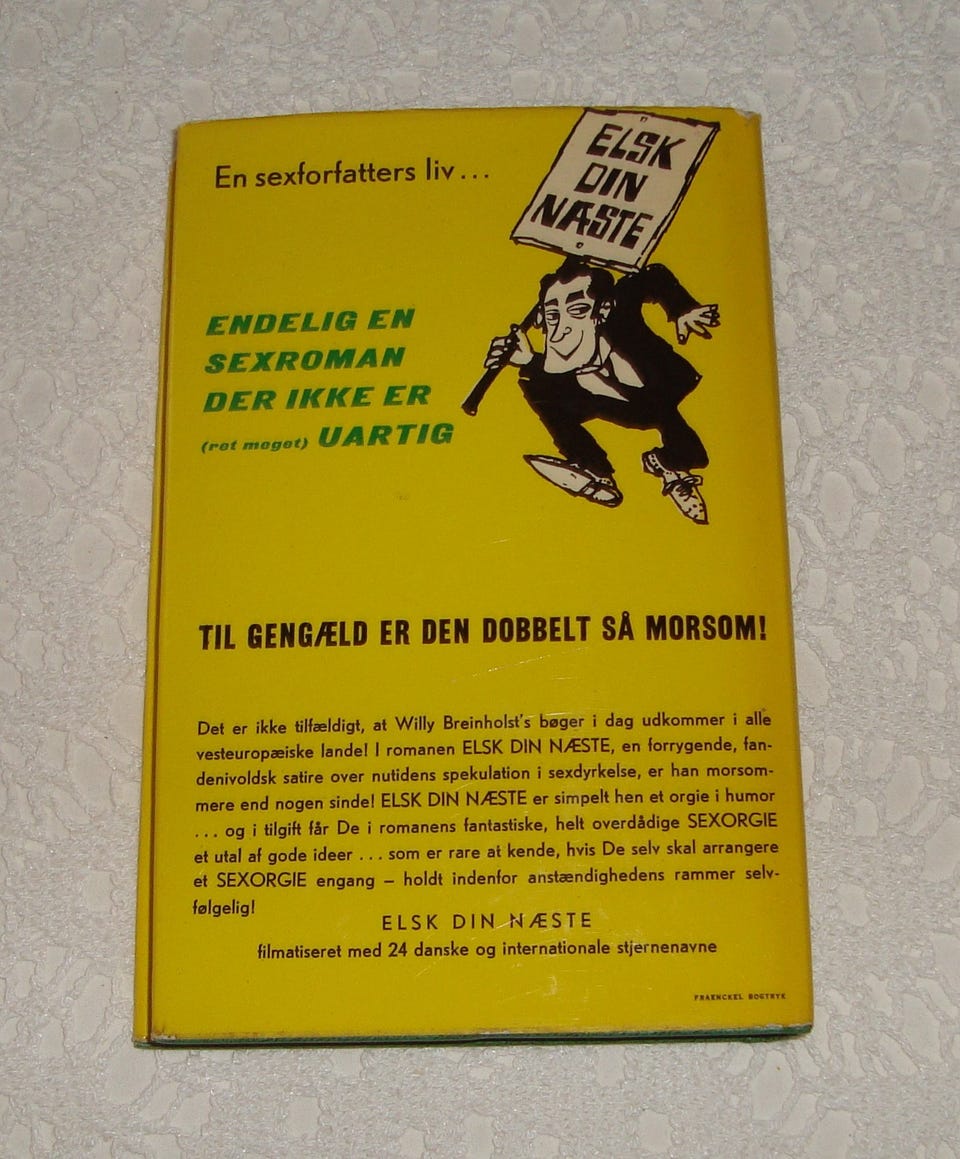 En sexforfatters liv...
ELSK
DIN
NÆSTE
ENDELIG EN
SEXROMAN
DER IKKE ER
(ret meget) UARTIG
TIL GENGÆLD ER DEN DOBBELT SÅ MORSOM!
Det er ikke tilfældigt, at Willy Breinholst's bøger i dag udkommer i alle
vesteuropæiske lande! I romanen ELSK DIN NÆSTE, en forrygende, fan-
denivoldsk satire over nutidens spekulation i sexdyrkelse, er han morsom-
mere end nogen sinde! ELSK DIN NÆSTE er simpelt hen et orgie i humor
... og i tilgift får De i romanens fantastiske, helt overdådige SEXORGIE
et utal af gode ideer ... som er rare at kende, hvis De selv skal arrangere
et SEXORGIE engang – holdt indenfor anstændighedens rammer selv-
følgelig!
ELSK DIN NÆSTE
filmatiseret med 24 danske og internationale stjernenavne
FRAENCKEL BOGTRYK